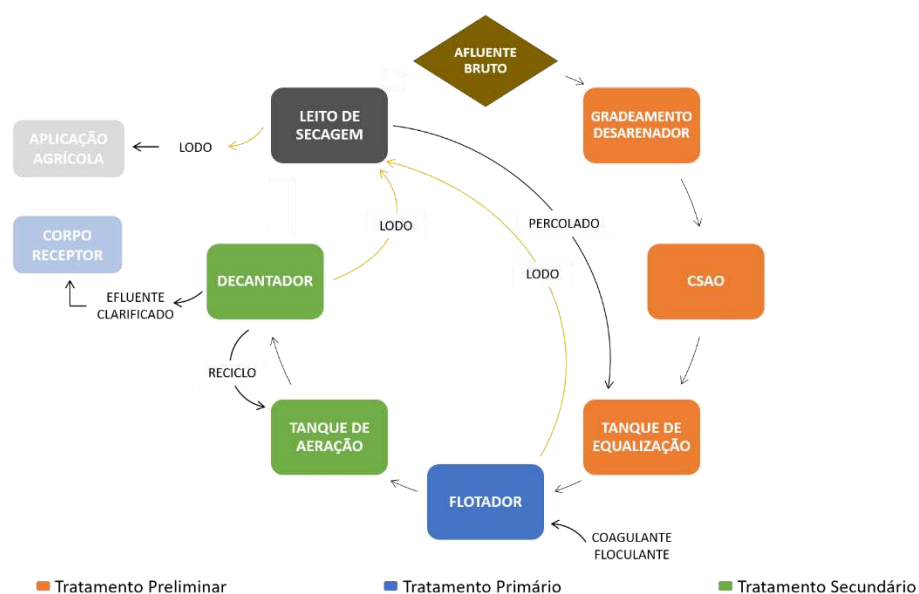 AFLUENTE
BRUTO
GRADEAMENTO
DESARENADOR
LEITO DE
SECAGEM
APLICAÇÃO
AGRÍCOLA
LODO
CORPO
RECEPTOR
PERCOLADO
LODO
LODO
DECANTADOR
CSAO
EFLUENTE
CLARIFICADO
RECICLO
TANQUE DE
AERAÇÃO
TANQUE DE
EQUALIZAÇÃO
FLOTADOR
COAGULANTE
FLOCULANTE
Tratamento Preliminar
Tratamento Primário
Tratamento Secundário